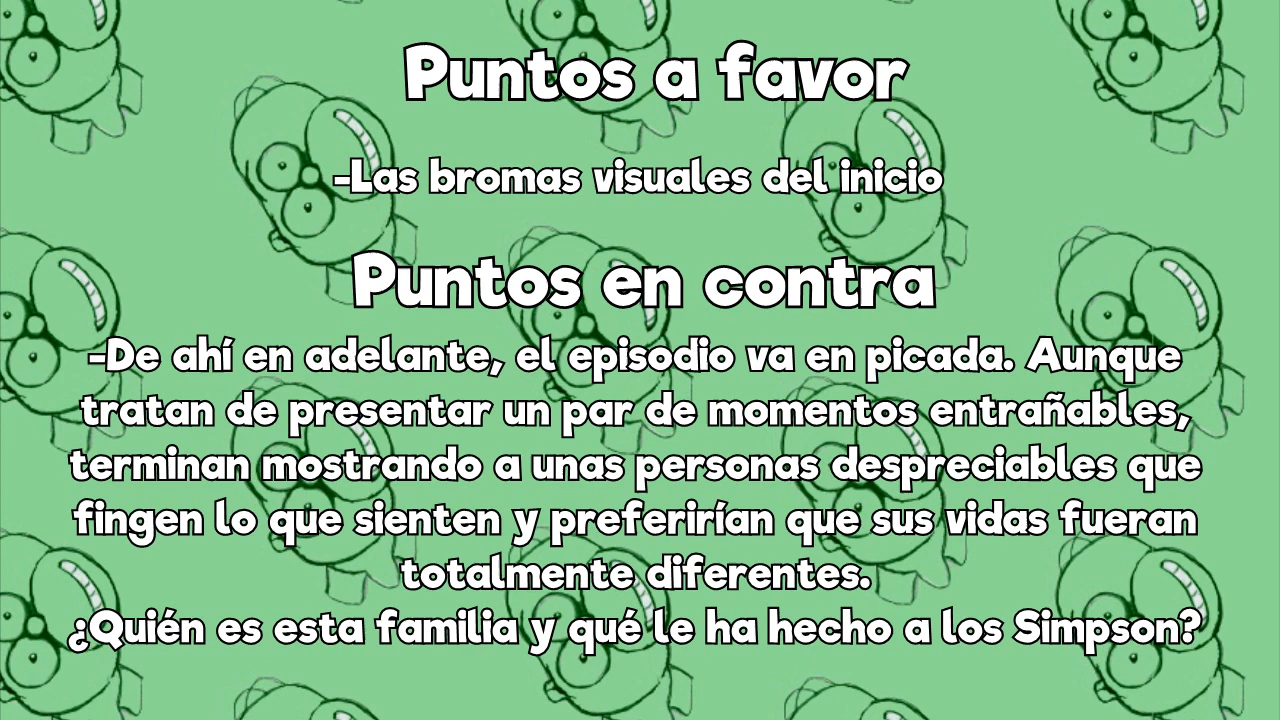 Puntos a favor
-Las bromas visuales del inicio
Puntos en contra
-De ahí en adelante, el episodio va en picada. Aunque
tratan de presentar un par de momentos entrañables,
terminan mostrando a unas personas despreciables que
fingen lo que sienten y preferirían que sus vidas fueran
totalmente diferentes.
¿Quién es esta familia y qué le ha hecho a los Simpson?